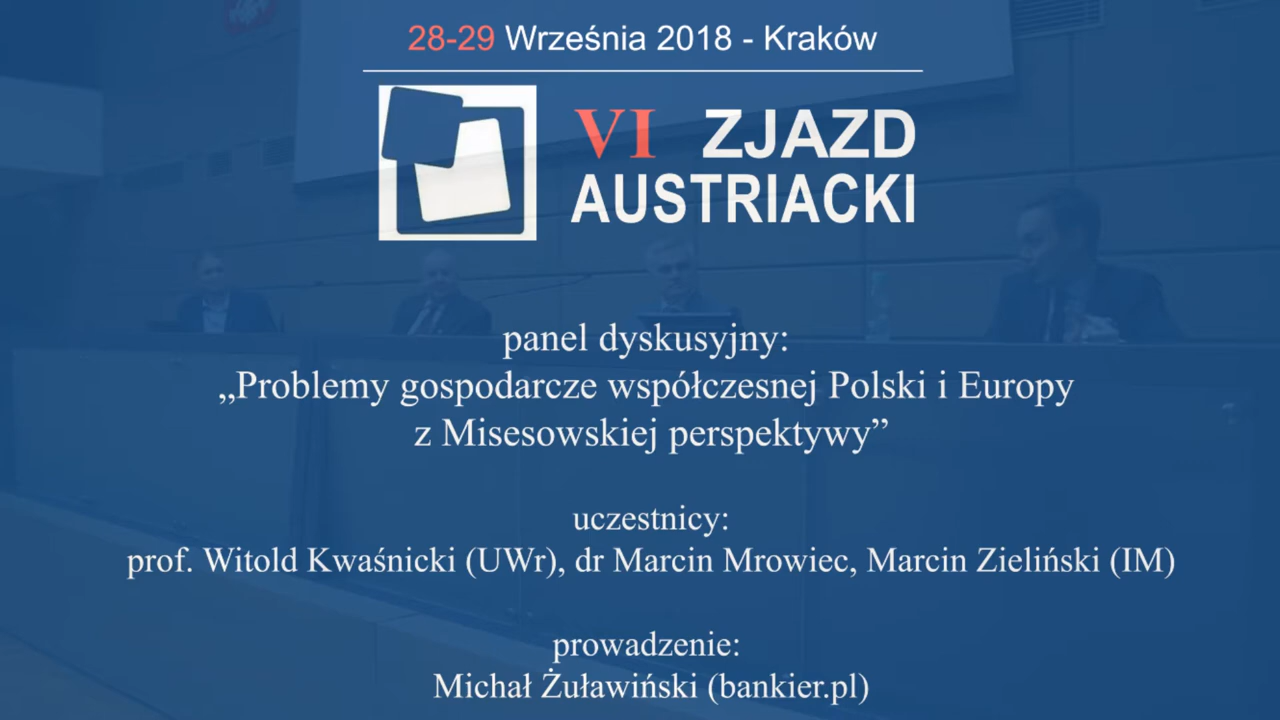 28-29 Września 2018 - Kraków
VI ZJAZD
AUSTRIACKI
panel dyskusyjny:
„Problemy gospodarcze współczesnej Polski i Europy
z Misesowskiej perspektywy”
uczestnicy:
prof. Witold Kwaśnicki (UWr), dr Marcin Mrowiec, Marcin Zieliński (IM)
prowadzenie:
Michał Żuławiński (bankier.pl)